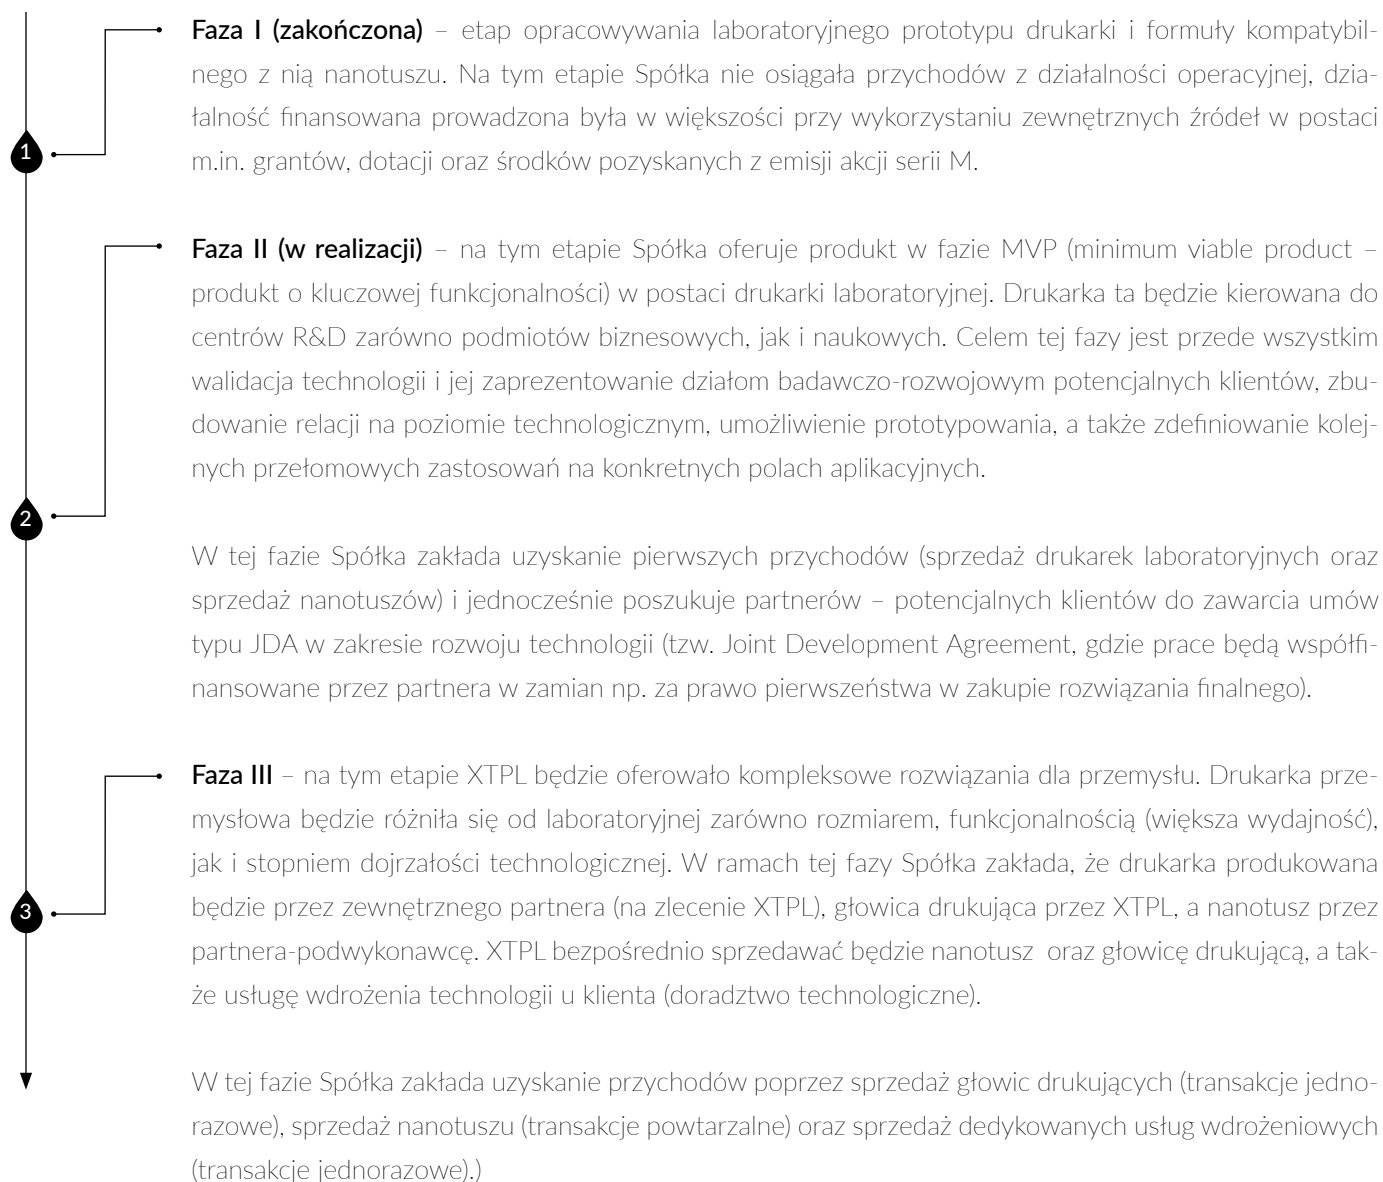 Faza I (zakończona) – etap opracowywania laboratoryjnego prototypu drukarki i formuły kompatybil-
nego z nią nanotuszu. Na tym etapie Spółka nie osiągała przychodów z działalności operacyjnej, dzia-
łalność finansowana prowadzona była w większości przy wykorzystaniu zewnętrznych źródeł w postaci
1
m.in. grantów, dotacji oraz środków pozyskanych z emisji akcji serii M.
Faza II (w realizacji) – na tym etapie Spółka oferuje produkt w fazie MVP (minimum viable product –
produkt o kluczowej funkcjonalności) w postaci drukarki laboratoryjnej. Drukarka ta będzie kierowana do
centrów R&D zarówno podmiotów biznesowych, jak i naukowych. Celem tej fazy jest przede wszystkim
walidacja technologii i jej zaprezentowanie działom badawczo-rozwojowym potencjalnych klientów, zbu-
dowanie relacji na poziomie technologicznym, umożliwienie prototypowania, a także zdefiniowanie kolej-
nych przełomowych zastosowań na konkretnych polach aplikacyjnych.
2
W tej fazie Spółka zakłada uzyskanie pierwszych przychodów (sprzedaż drukarek laboratoryjnych oraz
sprzedaż nanotuszów) i jednocześnie poszukuje partnerów – potencjalnych klientów do zawarcia umów
typu JDA w zakresie rozwoju technologii (tzw. Joint Development Agreement, gdzie prace będą współfi-
nansowane przez partnera w zamian np. za prawo pierwszeństwa w zakupie rozwiązania finalnego).
Faza III – na tym etapie XTPL będzie oferowało kompleksowe rozwiązania dla przemysłu. Drukarka prze-
mysłowa będzie różniła się od laboratoryjnej zarówno rozmiarem, funkcjonalnością (większa wydajność),
jak i stopniem dojrzałości technologicznej. W ramach tej fazy Spółka zakłada, że drukarka produkowana
3
będzie przez zewnętrznego partnera (na zlecenie XTPL), głowica drukująca przez XTPL, a nanotusz przez
partnera-podwykonawcę. XTPL bezpośrednio sprzedawać będzie nanotusz oraz głowicę drukującą, a tak-
że usługę wdrożenia technologii u klienta (doradztwo technologiczne).
W tej fazie Spółka zakłada uzyskanie przychodów poprzez sprzedaż głowic drukujących (transakcje jedno-
razowe), sprzedaż nanotuszu (transakcje powtarzalne) oraz sprzedaż dedykowanych usług wdrożeniowych
(transakcje jednorazowe).)